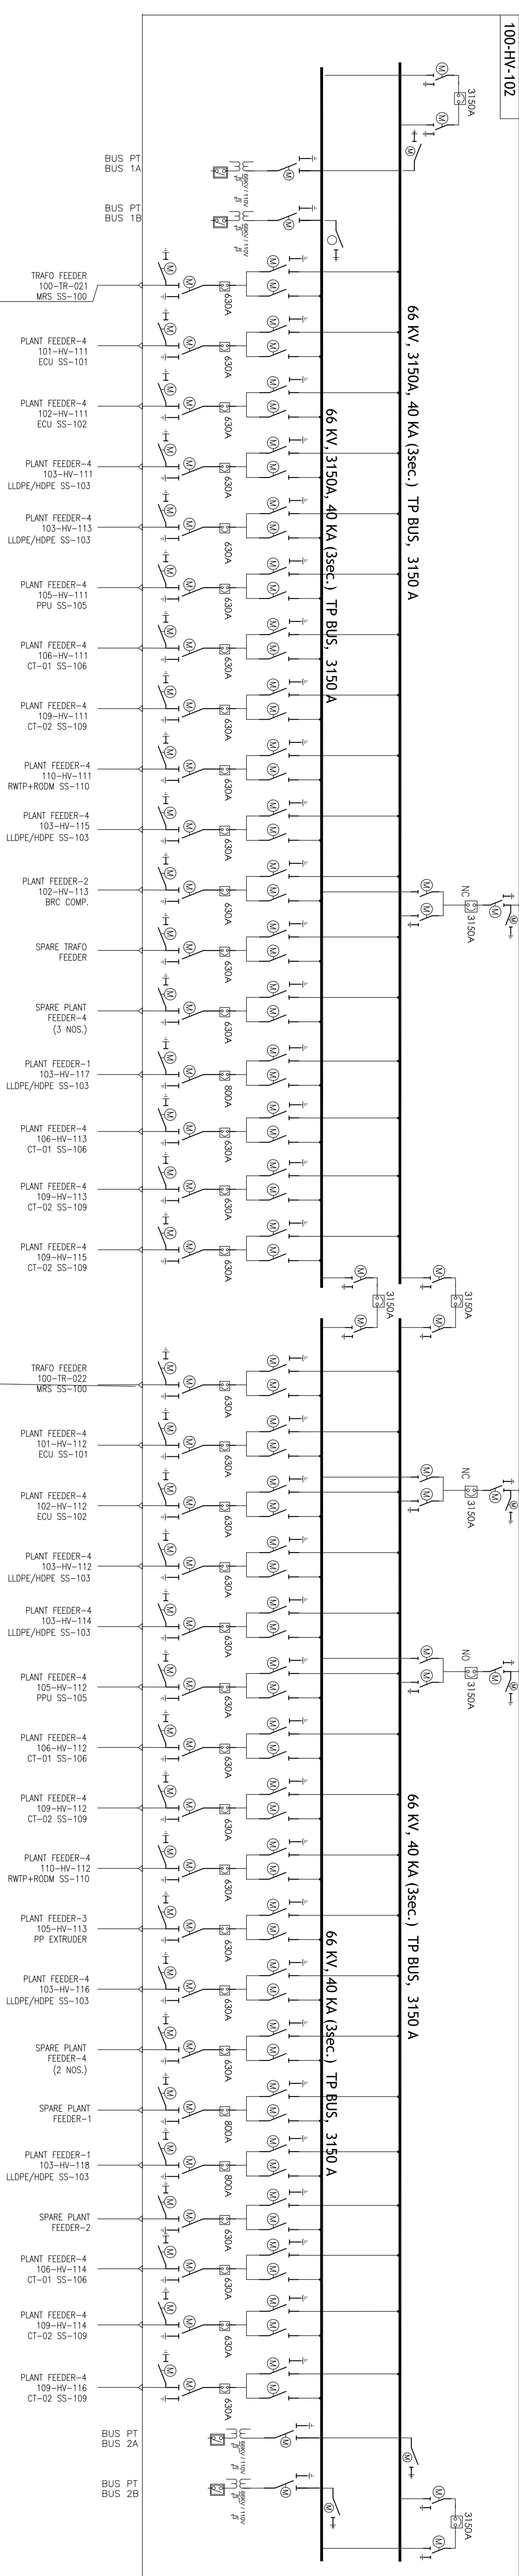 100-HV-102
3150A
M
M
M
BUS PT
BUS 1A
66KV / 110V
M
BUS PT
BUS 1B
66KV / 110V
M
66 KV, 3150A, 40 KA (3sec.) TP BUS, 3150 A
66 KV, 3150A, 40 KA (3sec.) TP BUS, 3150 A
TRAFO FEEDER
100-TR-021
MRS SS-100
630A
PLANT FEEDER-4
101-HV-111
ECU SS-101
630A
PLANT FEEDER-4
102-HV-111
ECU SS-102
630A
PLANT FEEDER-4
103-HV-111
LLDPE/HDPE SS-103
630A
PLANT FEEDER-4
103-HV-113
LLDPE/HDPE SS-103
630A
PLANT FEEDER-4
105-HV-111
PPU SS-105
630A
PLANT FEEDER-4
106-HV-111
CT-01 SS-106
630A
PLANT FEEDER-4
109-HV-111
CT-02 SS-109
630A
PLANT FEEDER-4
110-HV-111
RWTP+RODM SS-110
630A
PLANT FEEDER-4
103-HV-115
LLDPE/HDPE SS-103
630A
PLANT FEEDER-2
102-HV-113
BRC COMP.
630A
NC
3150A
SPARE TRAFO
FEEDER
630A
SPARE PLANT
FEEDER-4
(3 NOS.)
630A
PLANT FEEDER-1
103-HV-117
LLDPE/HDPE SS-103
800A
PLANT FEEDER-4
106-HV-113
CT-01 SS-106
630A
PLANT FEEDER-4
109-HV-113
CT-02 SS-109
630A
PLANT FEEDER-4
109-HV-115
CT-02 SS-109
630A
3150A
3150A
TRAFO FEEDER
100-TR-022
MRS SS-100
630A
PLANT FEEDER-4
101-HV-112
ECU SS-101
630A
PLANT FEEDER-4
102-HV-112
ECU SS-102
630A
NC
3150A
PLANT FEEDER-4
103-HV-112
LLDPE/HDPE SS-103
630A
PLANT FEEDER-4
103-HV-114
LLDPE/HDPE SS-103
630A
PLANT FEEDER-4
105-HV-112
PPU SS-105
630A
NO
3150A
PLANT FEEDER-4
106-HV-112
CT-01 SS-106
630A
PLANT FEEDER-4
109-HV-112
CT-02 SS-109
630A
66 KV, 40 KA (3sec.) TP BUS, 3150 A
66 KV, 40 KA (3sec.) TP BUS, 3150 A
PLANT FEEDER-4
110-HV-112
RWTP+RODM SS-110
630A
PLANT FEEDER-3
105-HV-113
PP EXTRUDER
630A
PLANT FEEDER-4
103-HV-116
LLDPE/HDPE SS-103
630A
SPARE PLANT
FEEDER-4
(2 NOS.)
630A
SPARE PLANT
FEEDER-1
800A
PLANT FEEDER-1
103-HV-118
LLDPE/HDPE SS-103
800A
SPARE PLANT
FEEDER-2
630A
PLANT FEEDER-4
106-HV-114
CT-01 SS-106
630A
PLANT FEEDER-4
109-HV-114
CT-02 SS-109
630A
PLANT FEEDER-4
109-HV-116
CT-02 SS-109
630A
BUS PT
BUS 2A
66KV / 110V
M
BUS PT
BUS 2B
66KV / 110V
M
3150A